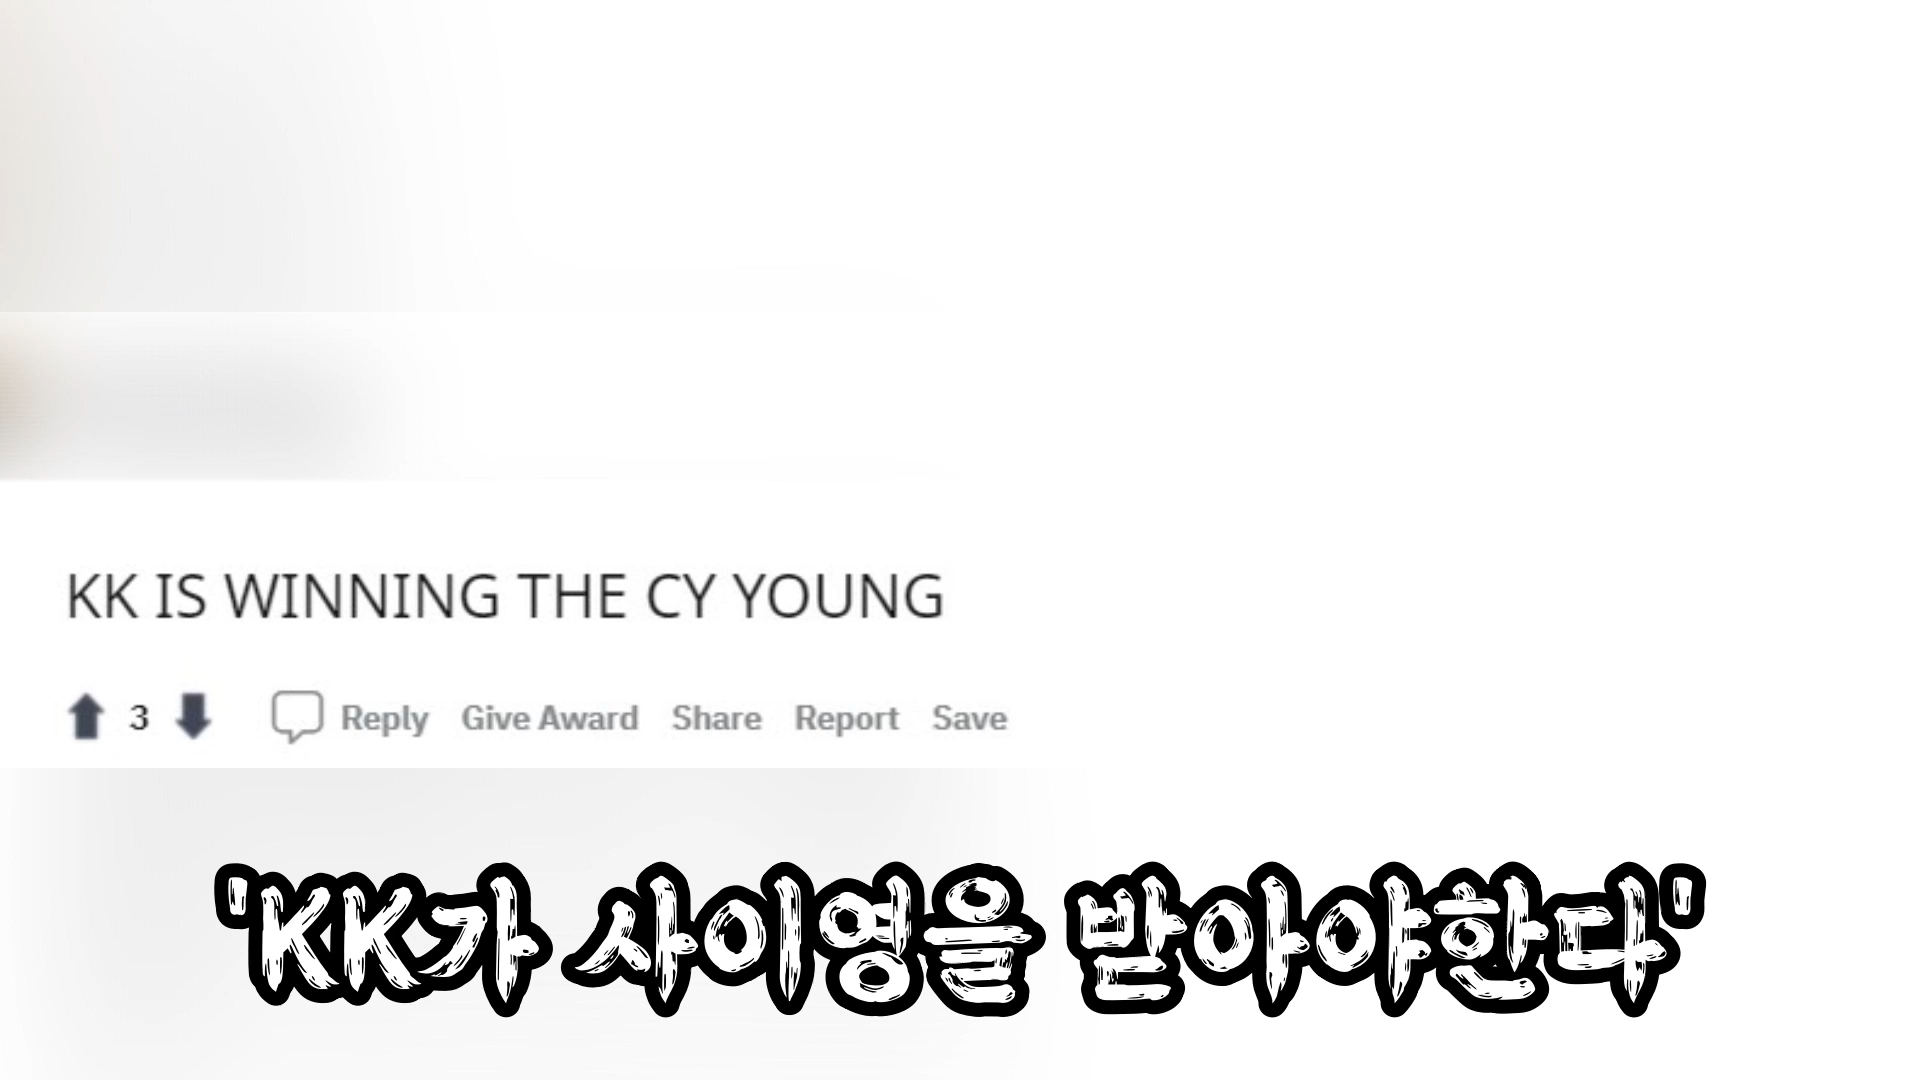 KK IS WINNING THE CY YOUNG
3 Reply Give Award Share Report Save
'KK가 사이영을 받아야한다'